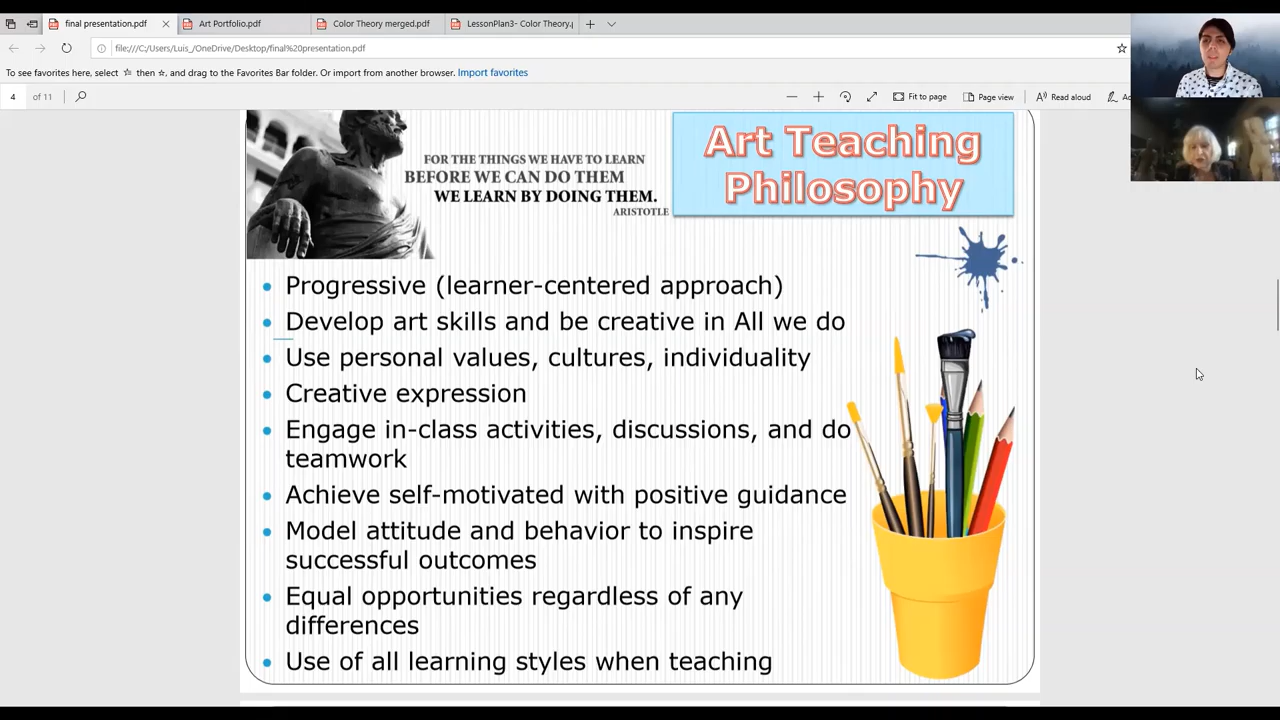 final presentation.pdf
Art Portfolio.pdf
Color Theory merged.pdf
LessonPlan3- Color Theory.p
file:///C:/Users/Luis_/OneDrive/Desktop/final%20presentation.pdf
To see favorites here, select then ☆, and drag to the Favorites Bar folder. Or import from another browser. Import favorites
4 of 11
Fit to page
Page view
Read aloud
FOR THE THINGS WE HAVE TO LEARN
BEFORE WE CAN DO THEM
WE LEARN BY DOING THEM.
ARISTOTLE
Art Teaching
Philosophy
• Progressive (learner-centered approach)
• Develop art skills and be creative in All we do
• Use personal values, cultures, individuality
• Creative expression
• Engage in-class activities, discussions, and do
teamwork
• Achieve self-motivated with positive guidance
• Model attitude and behavior to inspire
successful outcomes
• Equal opportunities regardless of any
differences
• Use of all learning styles when teaching